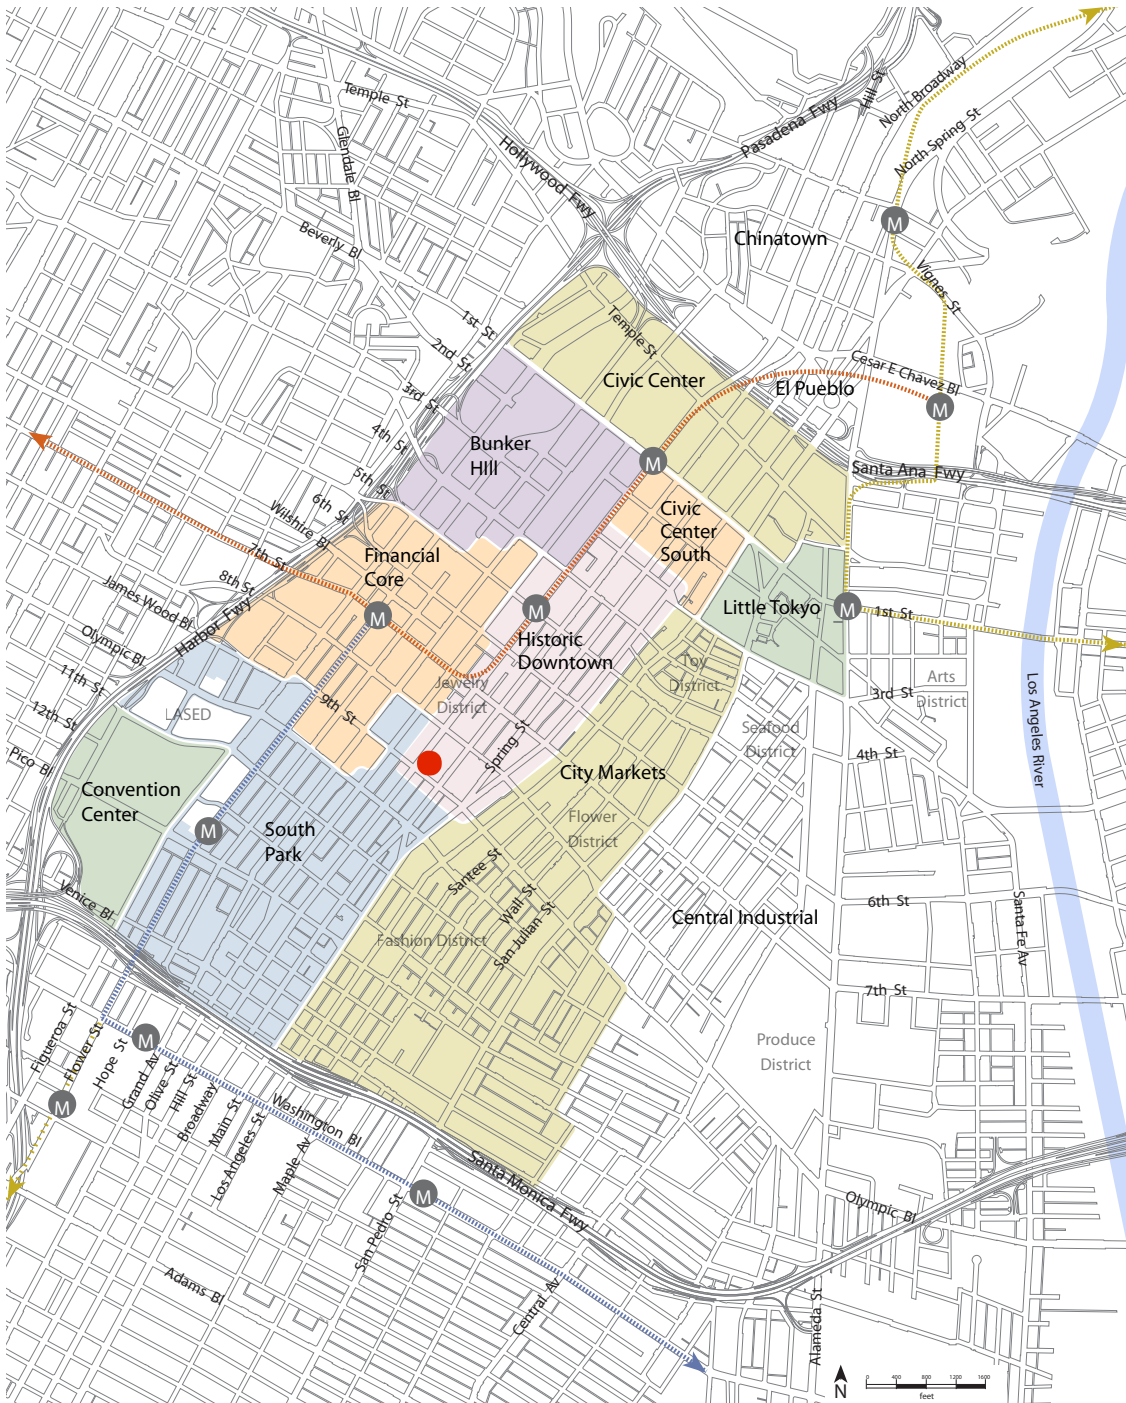 Temple St
Glendale Bl
Beverly Bl
Hollywood Fwy
Pasadena Fwy
Hill St
North Broadway
North Spring St
M
Chinatown
Vignes St
1st St
2nd St
3rd St
4th St
5th St
6th St
Wilshire Bl
7th St
8th St
James Wood Bl
Harbor Fwy
Olympic Bl
11th St
12th St
Pico Bl
Temple St
Civic Center
Cesar E Chavez Bl
El Pueblo
M
Bunker
HIll
M
Santa Ana Fwy
Civic
Center
South
Financial
Core
M
M
Little Tokyo
M
1st St
Historic
Downtown
Toy
District
Jewelry
District
Arts
District
3rd St
Los Angeles River
9th St
LASED
Spring St
Seafood
District
4th St
City Markets
Convention
Center
M
South
Park
Flower
District
Santee St
Wall St
San Julian St
Fashion District
Central Industrial
6th St
Santa Fe Av
Venice Bl
7th St
Produce
District
Figueroa St
Flower St
Hope St
M
Grand Av
Olive St
Hill St
Broadway
Main St
Los Angeles St
Maple Av
Washington Bl
M
Santa Monica Fwy
M
San Pedro St
Olympic Bl
Adams Bl
Central Av
Alameda St
N
0 400 800 1200 1600
feet